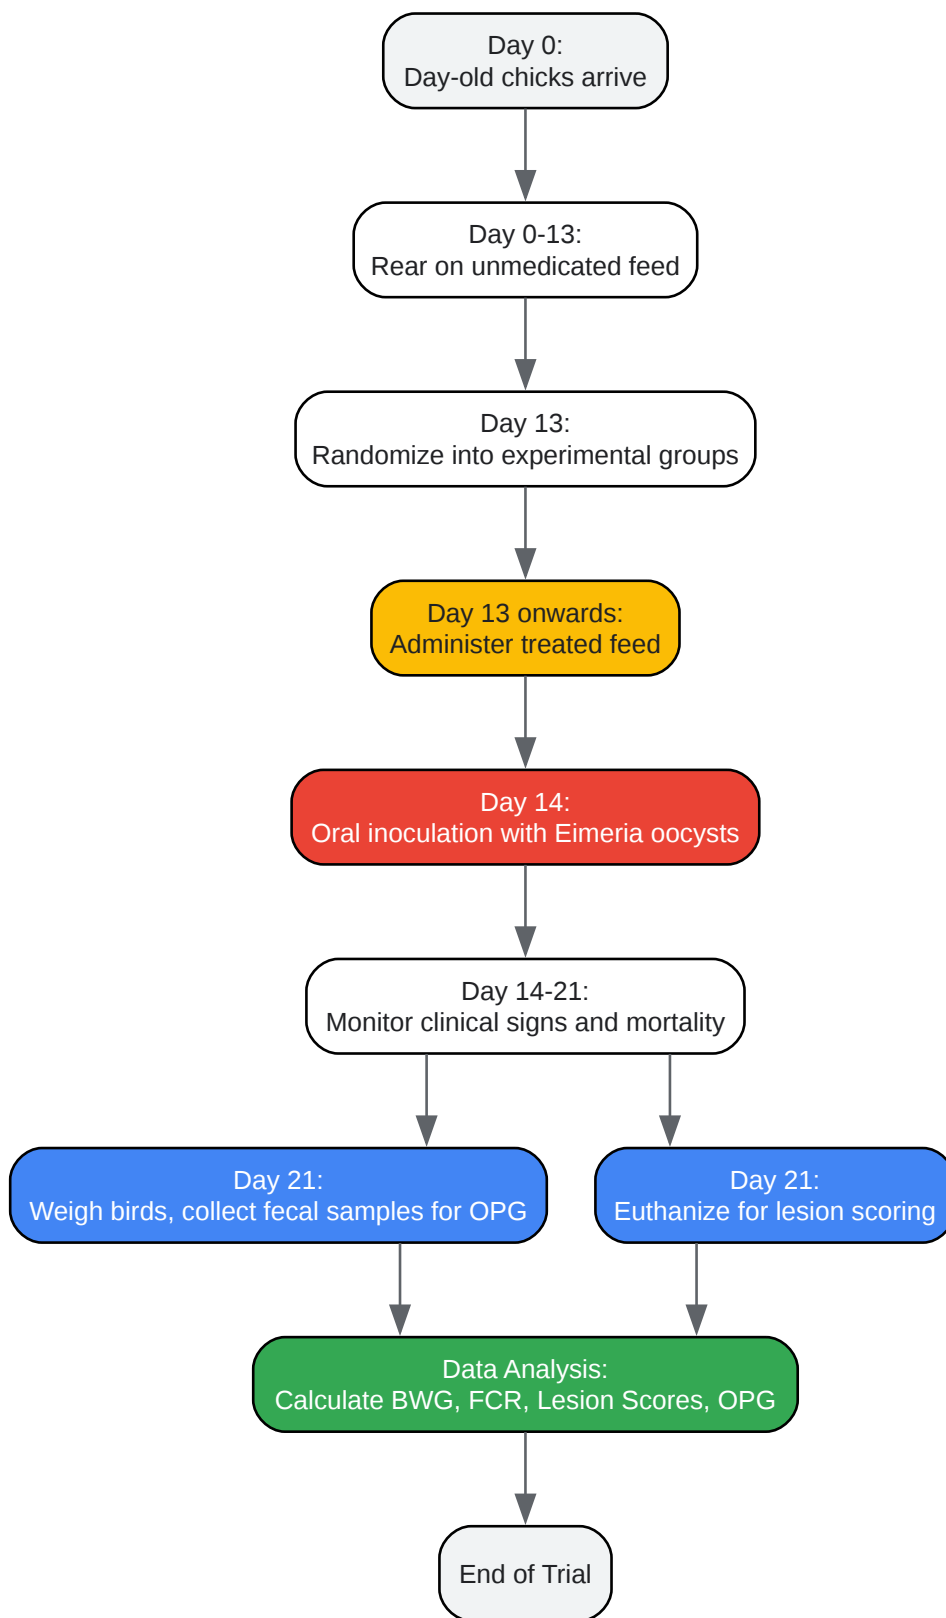 Day 0:
Day-old chicks arrive
Day 0-13:
Rear on unmedicated feed
Day 13:
Randomize into experimental groups
Day 13 onwards:
Administer treated feed
Day 14:
Oral inoculation with Eimeria oocysts
Day 14-21:
Monitor clinical signs and mortality
Day 21:
Weigh birds, collect fecal samples for OPG
Day 21:
Euthanize for lesion scoring
Data Analysis:
Calculate BWG, FCR, Lesion Scores, OPG
End of Trial